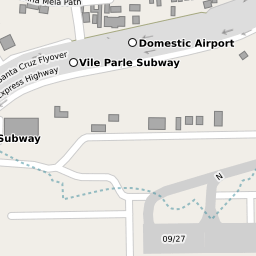 na Mela Path
Domestic Airport
Vile Parle Subway
Santa Cruz Flyover
Express Highway
Subway
N
09/27